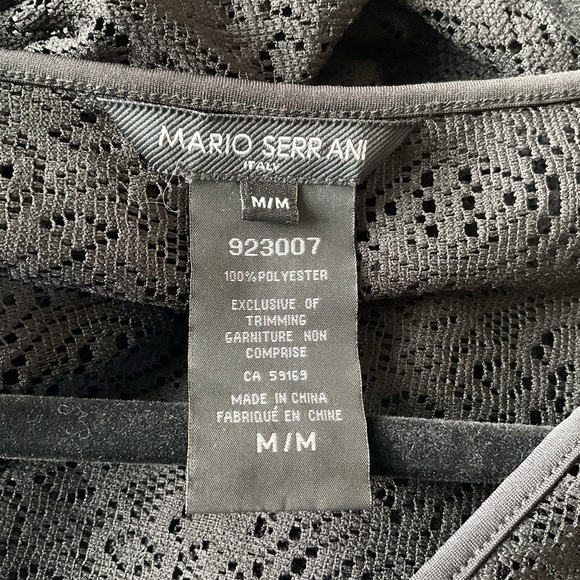 MARIO SERRANI
ITALY
M/M
923007
100% POLYESTER
EXCLUSIVE OF
TRIMMING
GARNITURE NON
COMPRISE
CA 59169
MADE IN CHINA
FABRIQUÉ EN CHINE
M/M